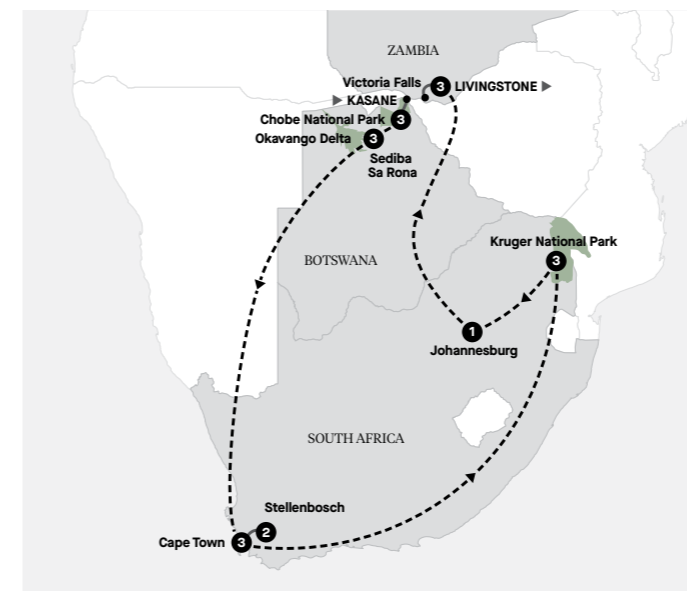 ZAMBIA
Victoria Falls
3
LIVINGSTONE ▶
▶ KASANE
Chobe National Park
3
Okavango Delta
3
Sediba
Sa Rona
Kruger National Park
3
BOTSWANA
1
Johannesburg
SOUTH AFRICA
Stellenbosch
2
Cape Town
3